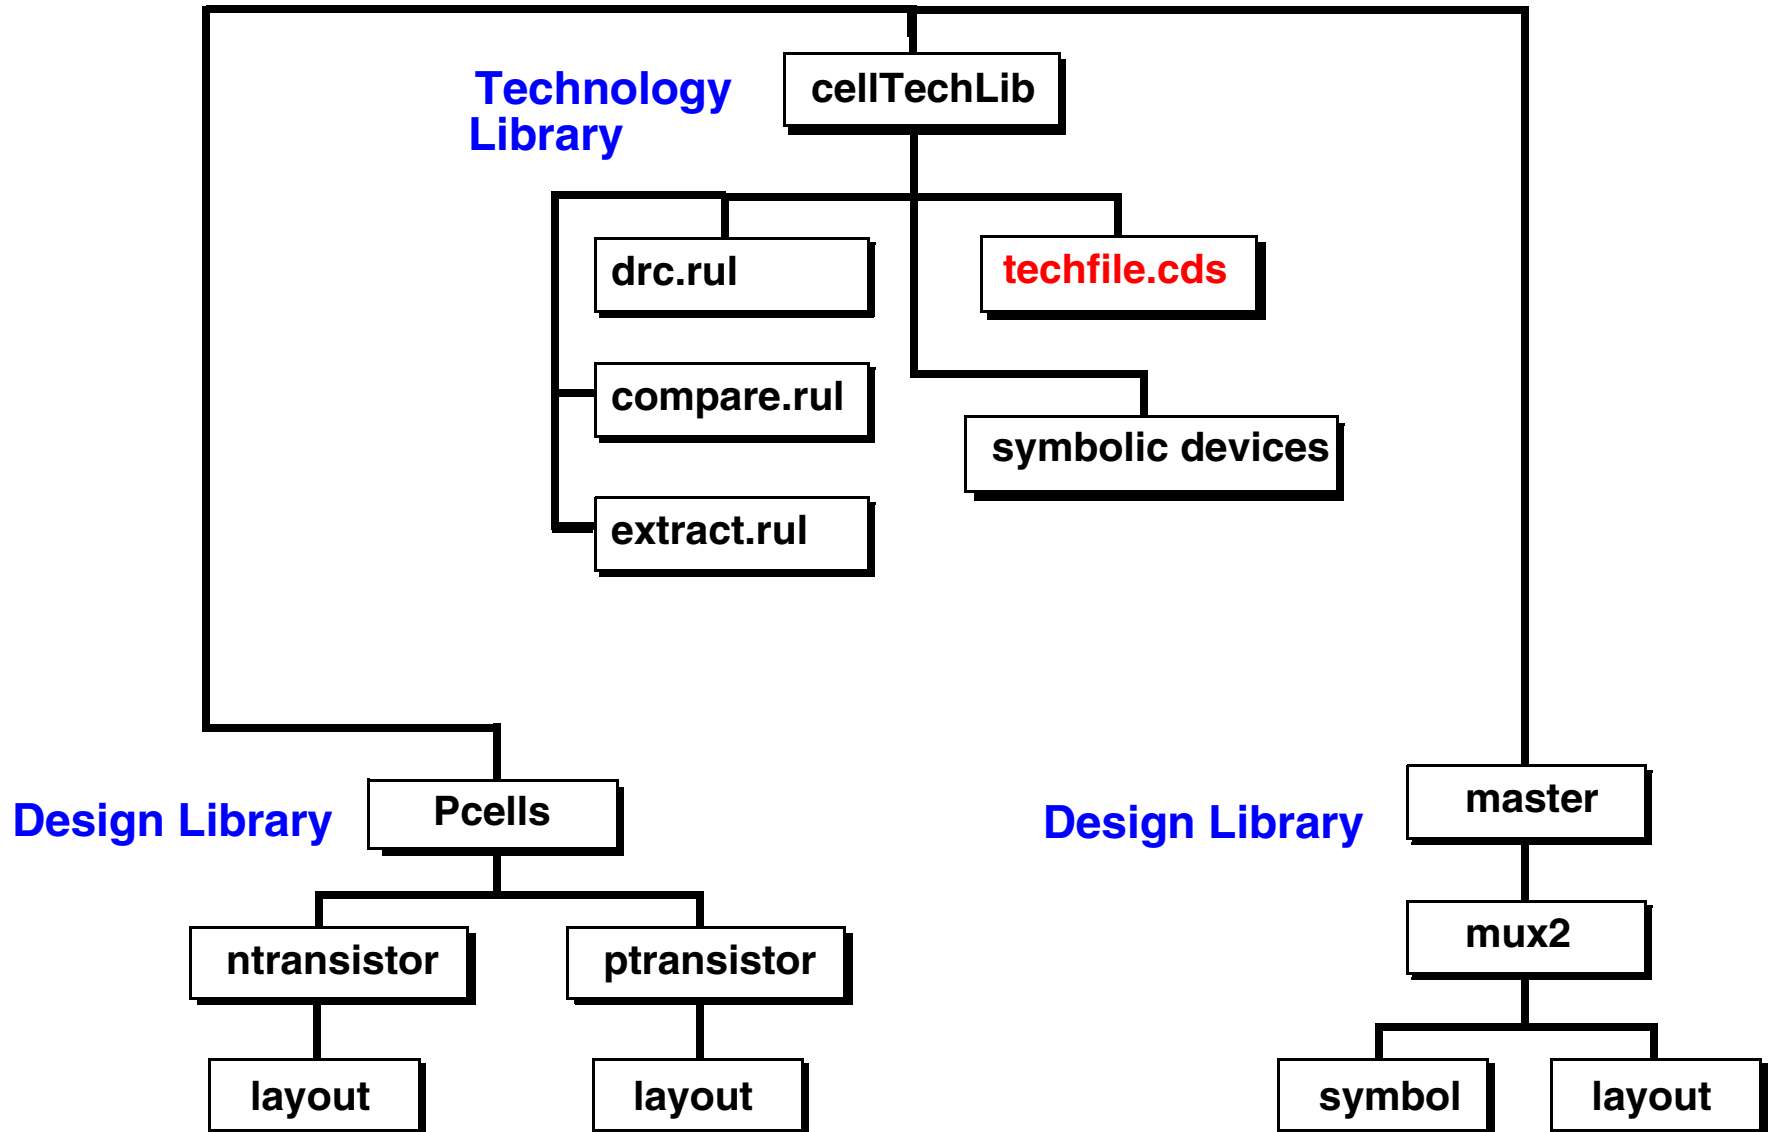 Technology
Library
cellTechLib
drc.rul
techfile.cds
compare.rul
symbolic devices
extract.rul
Design Library
Pcells
Design Library
master
mux2
ntransistor
ptransistor
layout
layout
symbol
layout